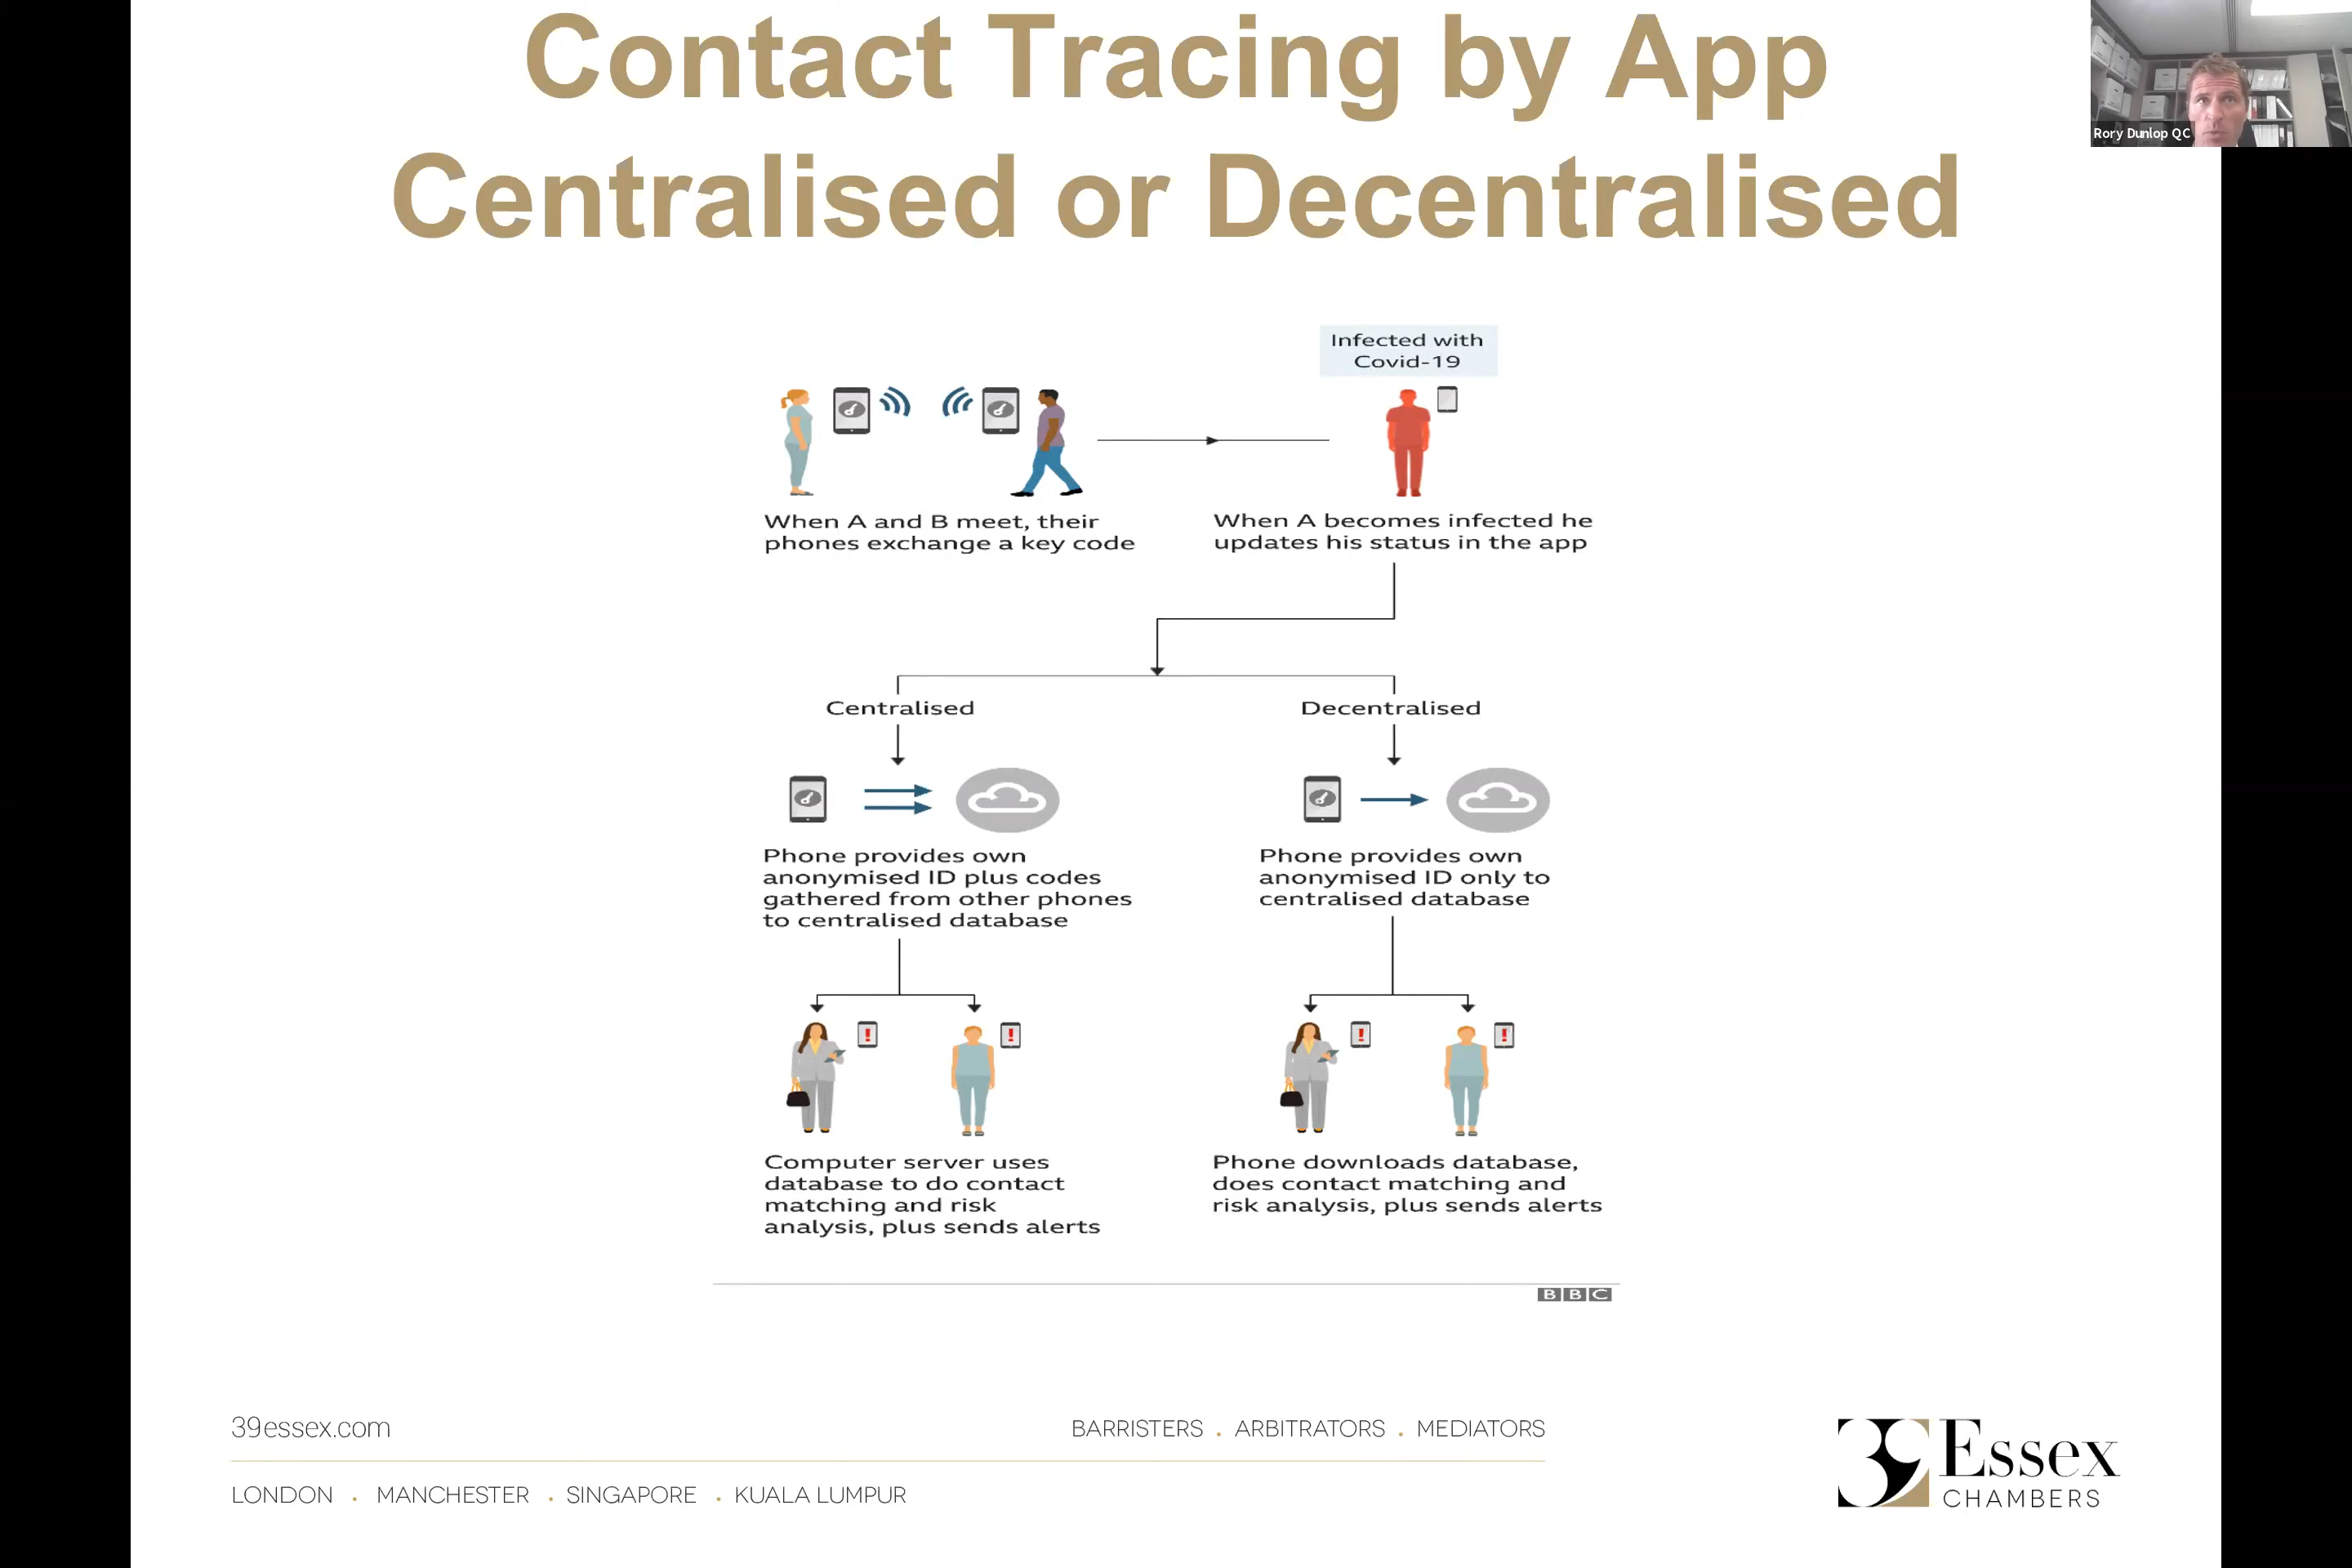 Contact Tracing by App
Centralised or Decentralised
Rory Dunlop QC
Infected with
Covid-19
When A and B meet, their
phones exchange a key code
When A becomes infected he
updates his status in the app
Centralised
Decentralised
Phone provides own
anonymised ID plus codes
gathered from other phones
to centralised database
Phone provides own
anonymised ID only to
centralised database
Computer server uses
database to do contact
matching and risk
analysis, plus sends alerts
Phone downloads database,
does contact matching and
risk analysis, plus sends alerts
BBC
39essex.com
BARRISTERS . ARBITRATORS . MEDIATORS
LONDON . MANCHESTER . SINGAPORE . KUALA LUMPUR
39 ESSEX
CHAMBERS